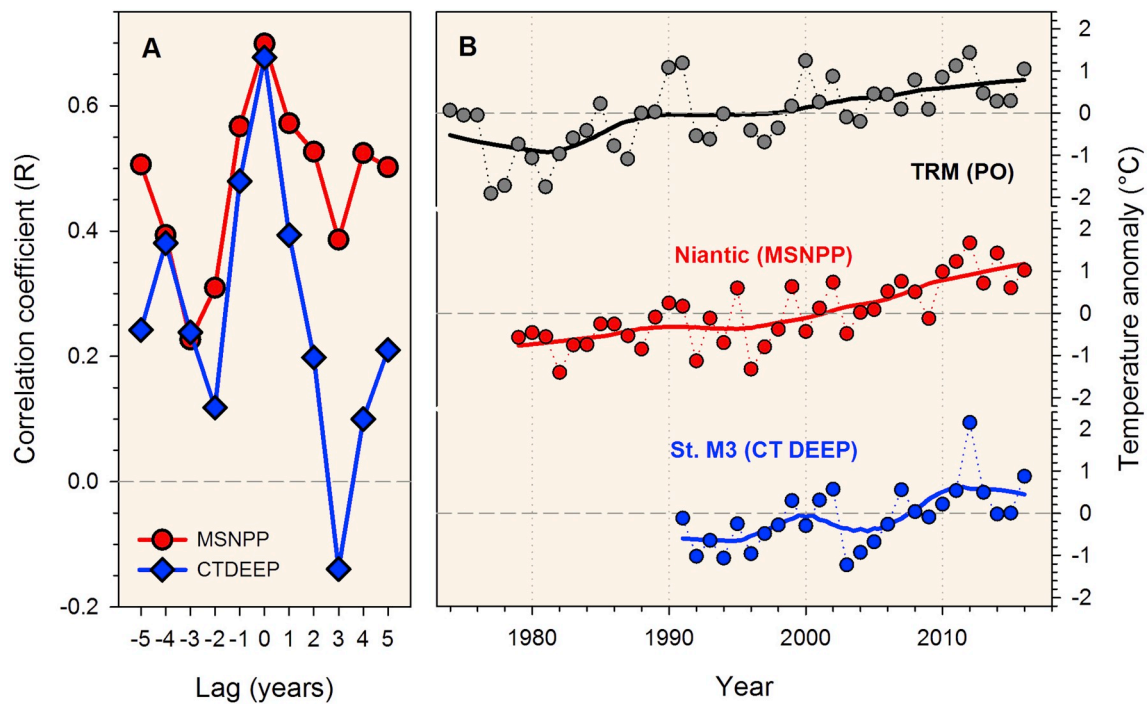 A
B
Correlation coefficient (R)
0.6
0.4
0.2
0.0
-0.2
MSNPP
CTDEEP
-5 -4 -3 -2 -1 0 1 2 3 4 5
Lag (years)
TRM (PO)
Niantic (MSNPP)
St. M3 (CT DEEP)
2
1
0
-1
-2
2
1
0
-1
-2
2
1
0
-1
-2
Temperature anomaly (°C)
1980 1990 2000 2010
Year